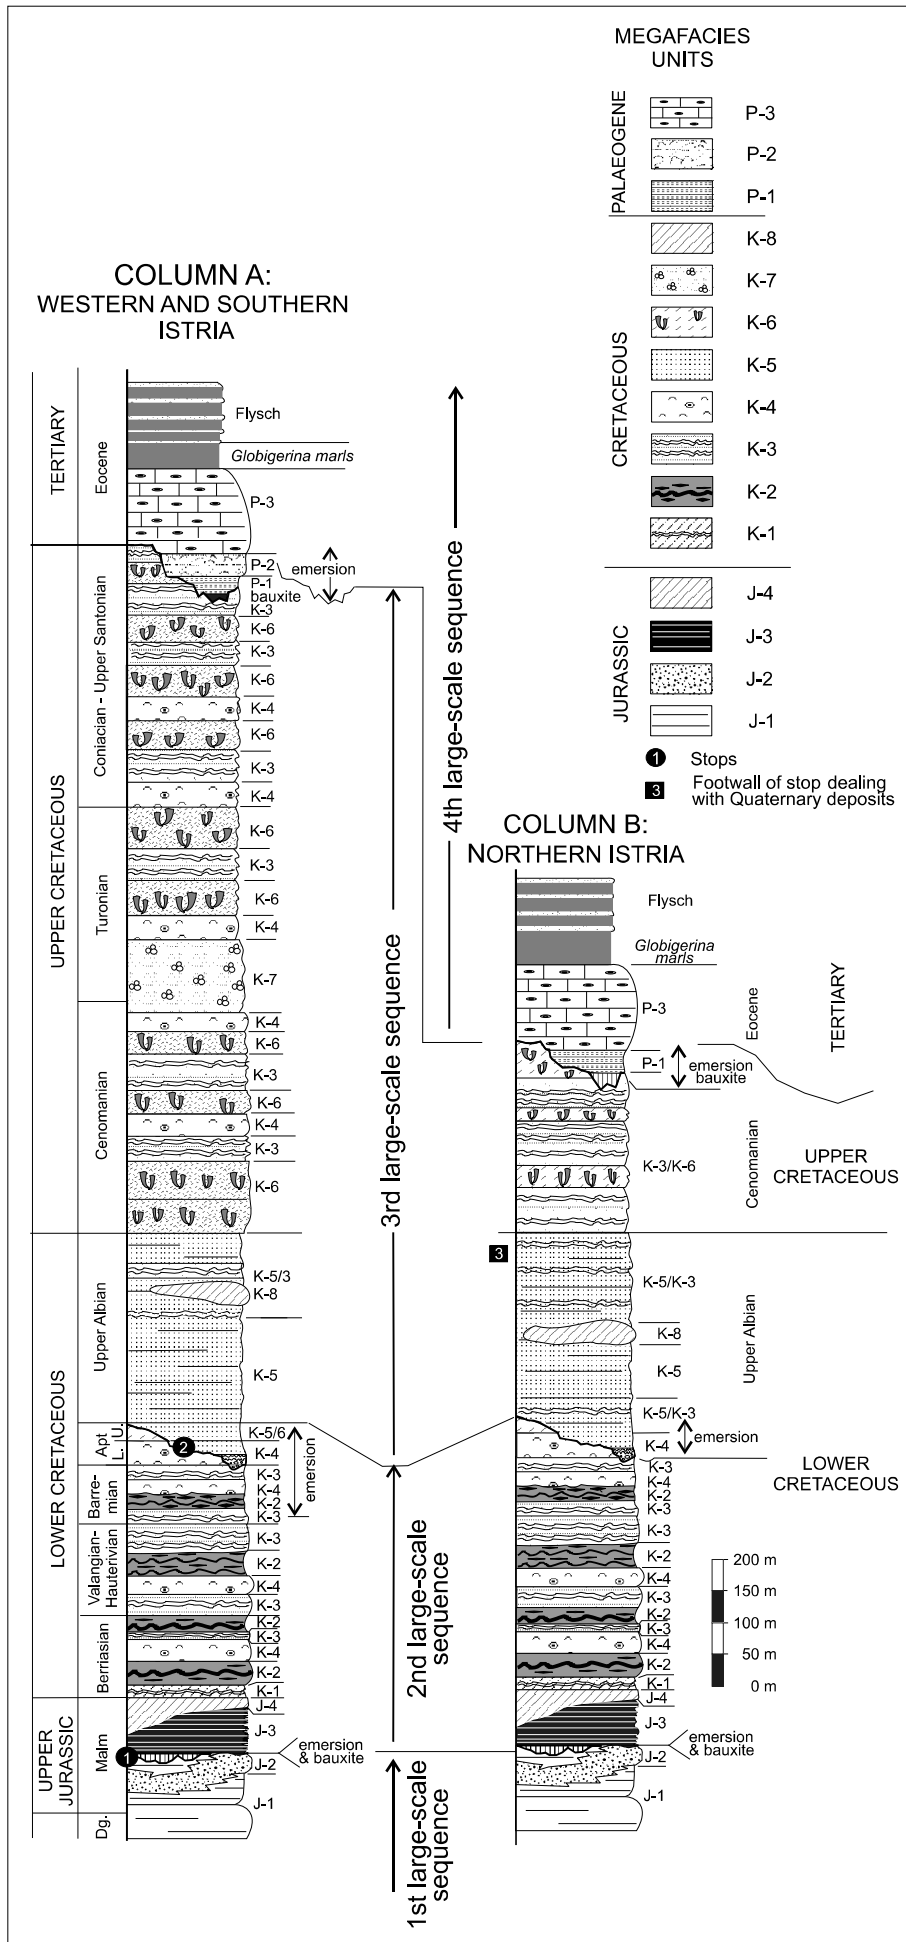 MEGAFACIES
UNITS
PALAEOGENE
P-3
P-2
P-1
CRETACEOUS
K-8
K-7
K-6
K-5
K-4
K-3
K-2
K-1
JURASSIC
J-4
J-3
J-2
J-1
1 Stops
3 Footwall of stop dealing
with Quaternary deposits
COLUMN A:
WESTERN AND SOUTHERN
ISTRIA
TERTIARY
Eocene
UPPER CRETACEOUS
Coniacian - Upper Santonian
Turonian
Cenomanian
LOWER CRETACEOUS
Upper Albian
Apt
L. U.
Barre-
mian
Valangian-
Hauterivian
Berriasian
UPPER
JURASSIC
Malm
Dg.
Flysch
Globigerina marls
P-3
P-2
P-1
bauxite
K-3
K-6
K-3
K-6
K-4
K-6
K-3
K-4
K-6
K-3
K-6
K-4
K-7
K-4
K-6
K-3
K-6
K-4
K-3
K-6
K-5/3
K-8
K-5
K-5/6
2
K-4
K-3
K-4
K-2
K-3
K-3
K-2
K-4
K-3
K-2
K-3
K-4
K-2
K-1
J-4
J-3
1
J-2
J-1
emersion
emersion
emersion
& bauxite
4th large-scale sequence
3rd large-scale sequence
2nd large-scale
sequence
1st large-scale
sequence
COLUMN B:
NORTHERN ISTRIA
Flysch
Globigerina
marls
P-3
P-1
emersion
bauxite
K-3/K-6
3
K-5/K-3
K-8
K-5
K-5/K-3
K-4
emersion
K-3
K-4
K-2
K-3
K-3
K-2
K-4
K-3
K-2
K-3
K-4
K-2
K-1
J-4
J-3
J-2
J-1
emersion
& bauxite
Eocene
TERTIARY
Cenomanian
UPPER
CRETACEOUS
Upper Albian
LOWER
CRETACEOUS
200 m
150 m
100 m
50 m
0 m